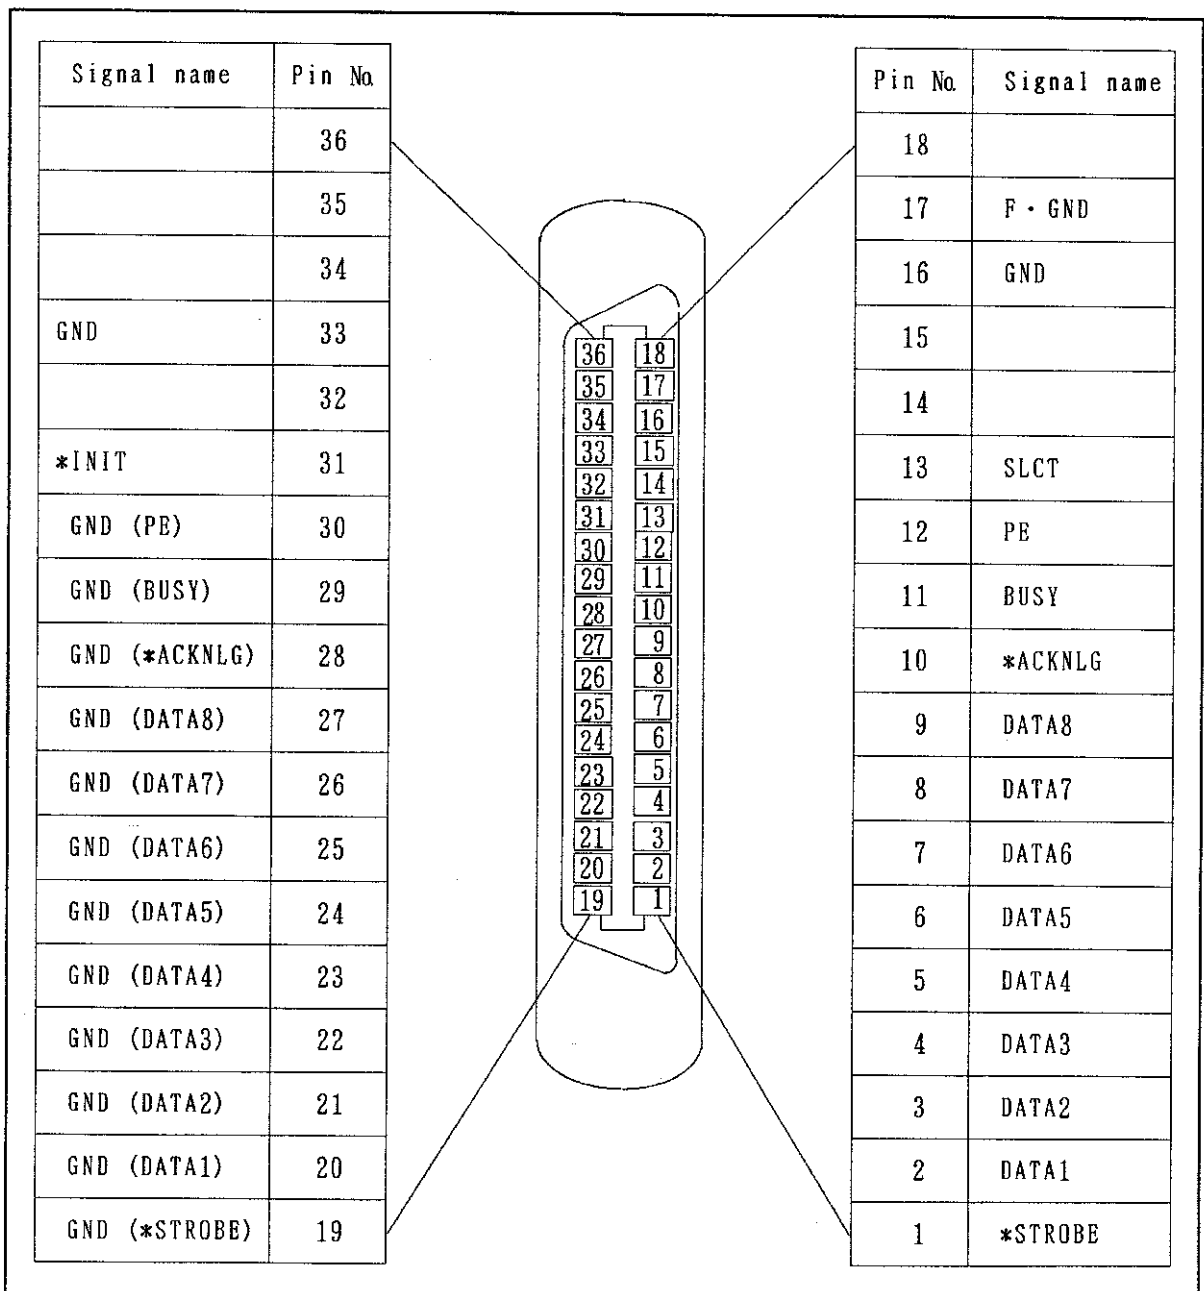 Signal name Pin No.
36
35
34
GND 33
32
*INIT 31
GND (PE) 30
GND (BUSY) 29
GND (*ACKNLG) 28
GND (DATA8) 27
GND (DATA7) 26
GND (DATA6) 25
GND (DATA5) 24
GND (DATA4) 23
GND (DATA3) 22
GND (DATA2) 21
GND (DATA1) 20
GND (*STROBE) 19
36 18
35 17
34 16
33 15
32 14
31 13
30 12
29 11
28 10
27 9
26 8
25 7
24 6
23 5
22 4
21 3
20 2
19 1
Pin No. Signal name
18
17 F・GND
16 GND
15
14
13 SLCT
12 PE
11 BUSY
10 *ACKNLG
9 DATA8
8 DATA7
7 DATA6
6 DATA5
5 DATA4
4 DATA3
3 DATA2
2 DATA1
1 *STROBE